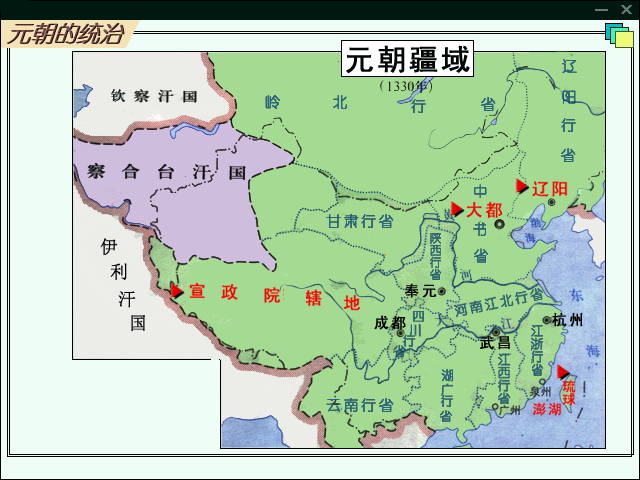 元朝的统治
元朝疆域
(1330年)
钦察汗国
岭北行省
辽阳行省
察合台汗国
辽阳
大都
中书省
渤海
甘肃行省
陕西行省
伊利汗国
宣政院辖地
奉元
河南江北行省
东海
成都
四川行省
武昌
杭州
江浙行省
江西行省
湖广行省
云南行省
泉州
广州
琉球
澎湖